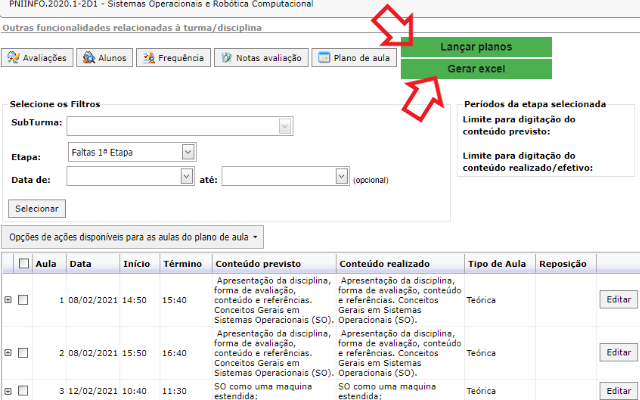 PNIINFO.2020.1-2D1 - Sistemas Operacionais e Robótica Computacional
Outras funcionalidades relacionadas à turma/disciplina
Avaliações Alunos Frequência Notas avaliação Plano de aula
Lançar planos
Gerar excel
Selecione os Filtros
SubTurma:
Etapa: Faltas 1ª Etapa
Data de: até: (opcional)
Selecionar
Períodos da etapa selecionada
Limite para digitação do
conteúdo previsto:
Limite para digitação do
conteúdo realizado/efetivo:
Opções de ações disponíveis para as aulas do plano de aula
Aula Data Início Término Conteúdo previsto Conteúdo realizado Tipo de Aula Reposição
1 08/02/2021 14:50 15:40
Apresentação da disciplina,
forma de avaliação,
conteúdo e referências.
Conceitos Gerais em
Sistemas
Operacionais (SO).
Apresentação da disciplina,
forma de avaliação, conteúdo
e referências. Conceitos
Gerais em Sistemas
Operacionais (SO).
Teórica
Editar
2 08/02/2021 15:50 16:40
Apresentação da disciplina,
forma de avaliação,
conteúdo e referências.
Conceitos Gerais em
Sistemas
Operacionais (SO).
Apresentação da disciplina,
forma de avaliação, conteúdo
e referências. Conceitos
Gerais em Sistemas
Operacionais (SO).
Teórica
Editar
3 12/02/2021 10:40 11:30
SO como uma maquina
estendida;
SO como uma maquina
estendida;
Teórica
Editar